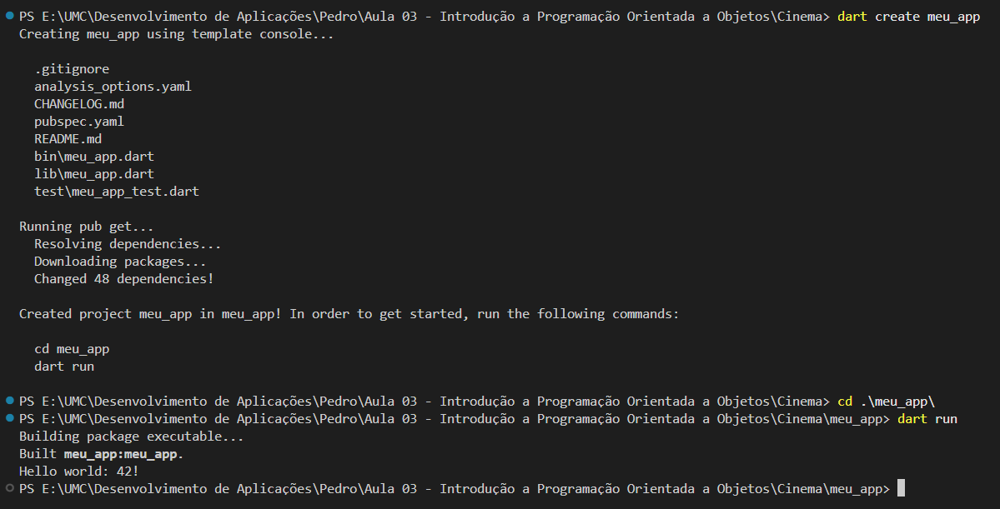 PS E:\UMC\Desenvolvimento de Aplicações\Pedro\Aula 03 - Introdução a Programação Orientada a Objetos\Cinema> dart create meu_app
Creating meu_app using template console...
.gitignore
analysis_options.yaml
CHANGELOG.md
pubspec.yaml
README.md
bin\meu_app.dart
lib\meu_app.dart
test\meu_app_test.dart
Running pub get...
Resolving dependencies...
Downloading packages...
Changed 48 dependencies!
Created project meu_app in meu_app! In order to get started, run the following commands:
cd meu_app
dart run
PS E:\UMC\Desenvolvimento de Aplicações\Pedro\Aula 03 - Introdução a Programação Orientada a Objetos\Cinema> cd .\meu_app\
PS E:\UMC\Desenvolvimento de Aplicações\Pedro\Aula 03 - Introdução a Programação Orientada a Objetos\Cinema\meu_app> dart run
Building package executable...
Built meu_app:meu_app.
Hello world: 42!
PS E:\UMC\Desenvolvimento de Aplicações\Pedro\Aula 03 - Introdução a Programação Orientada a Objetos\Cinema\meu_app>